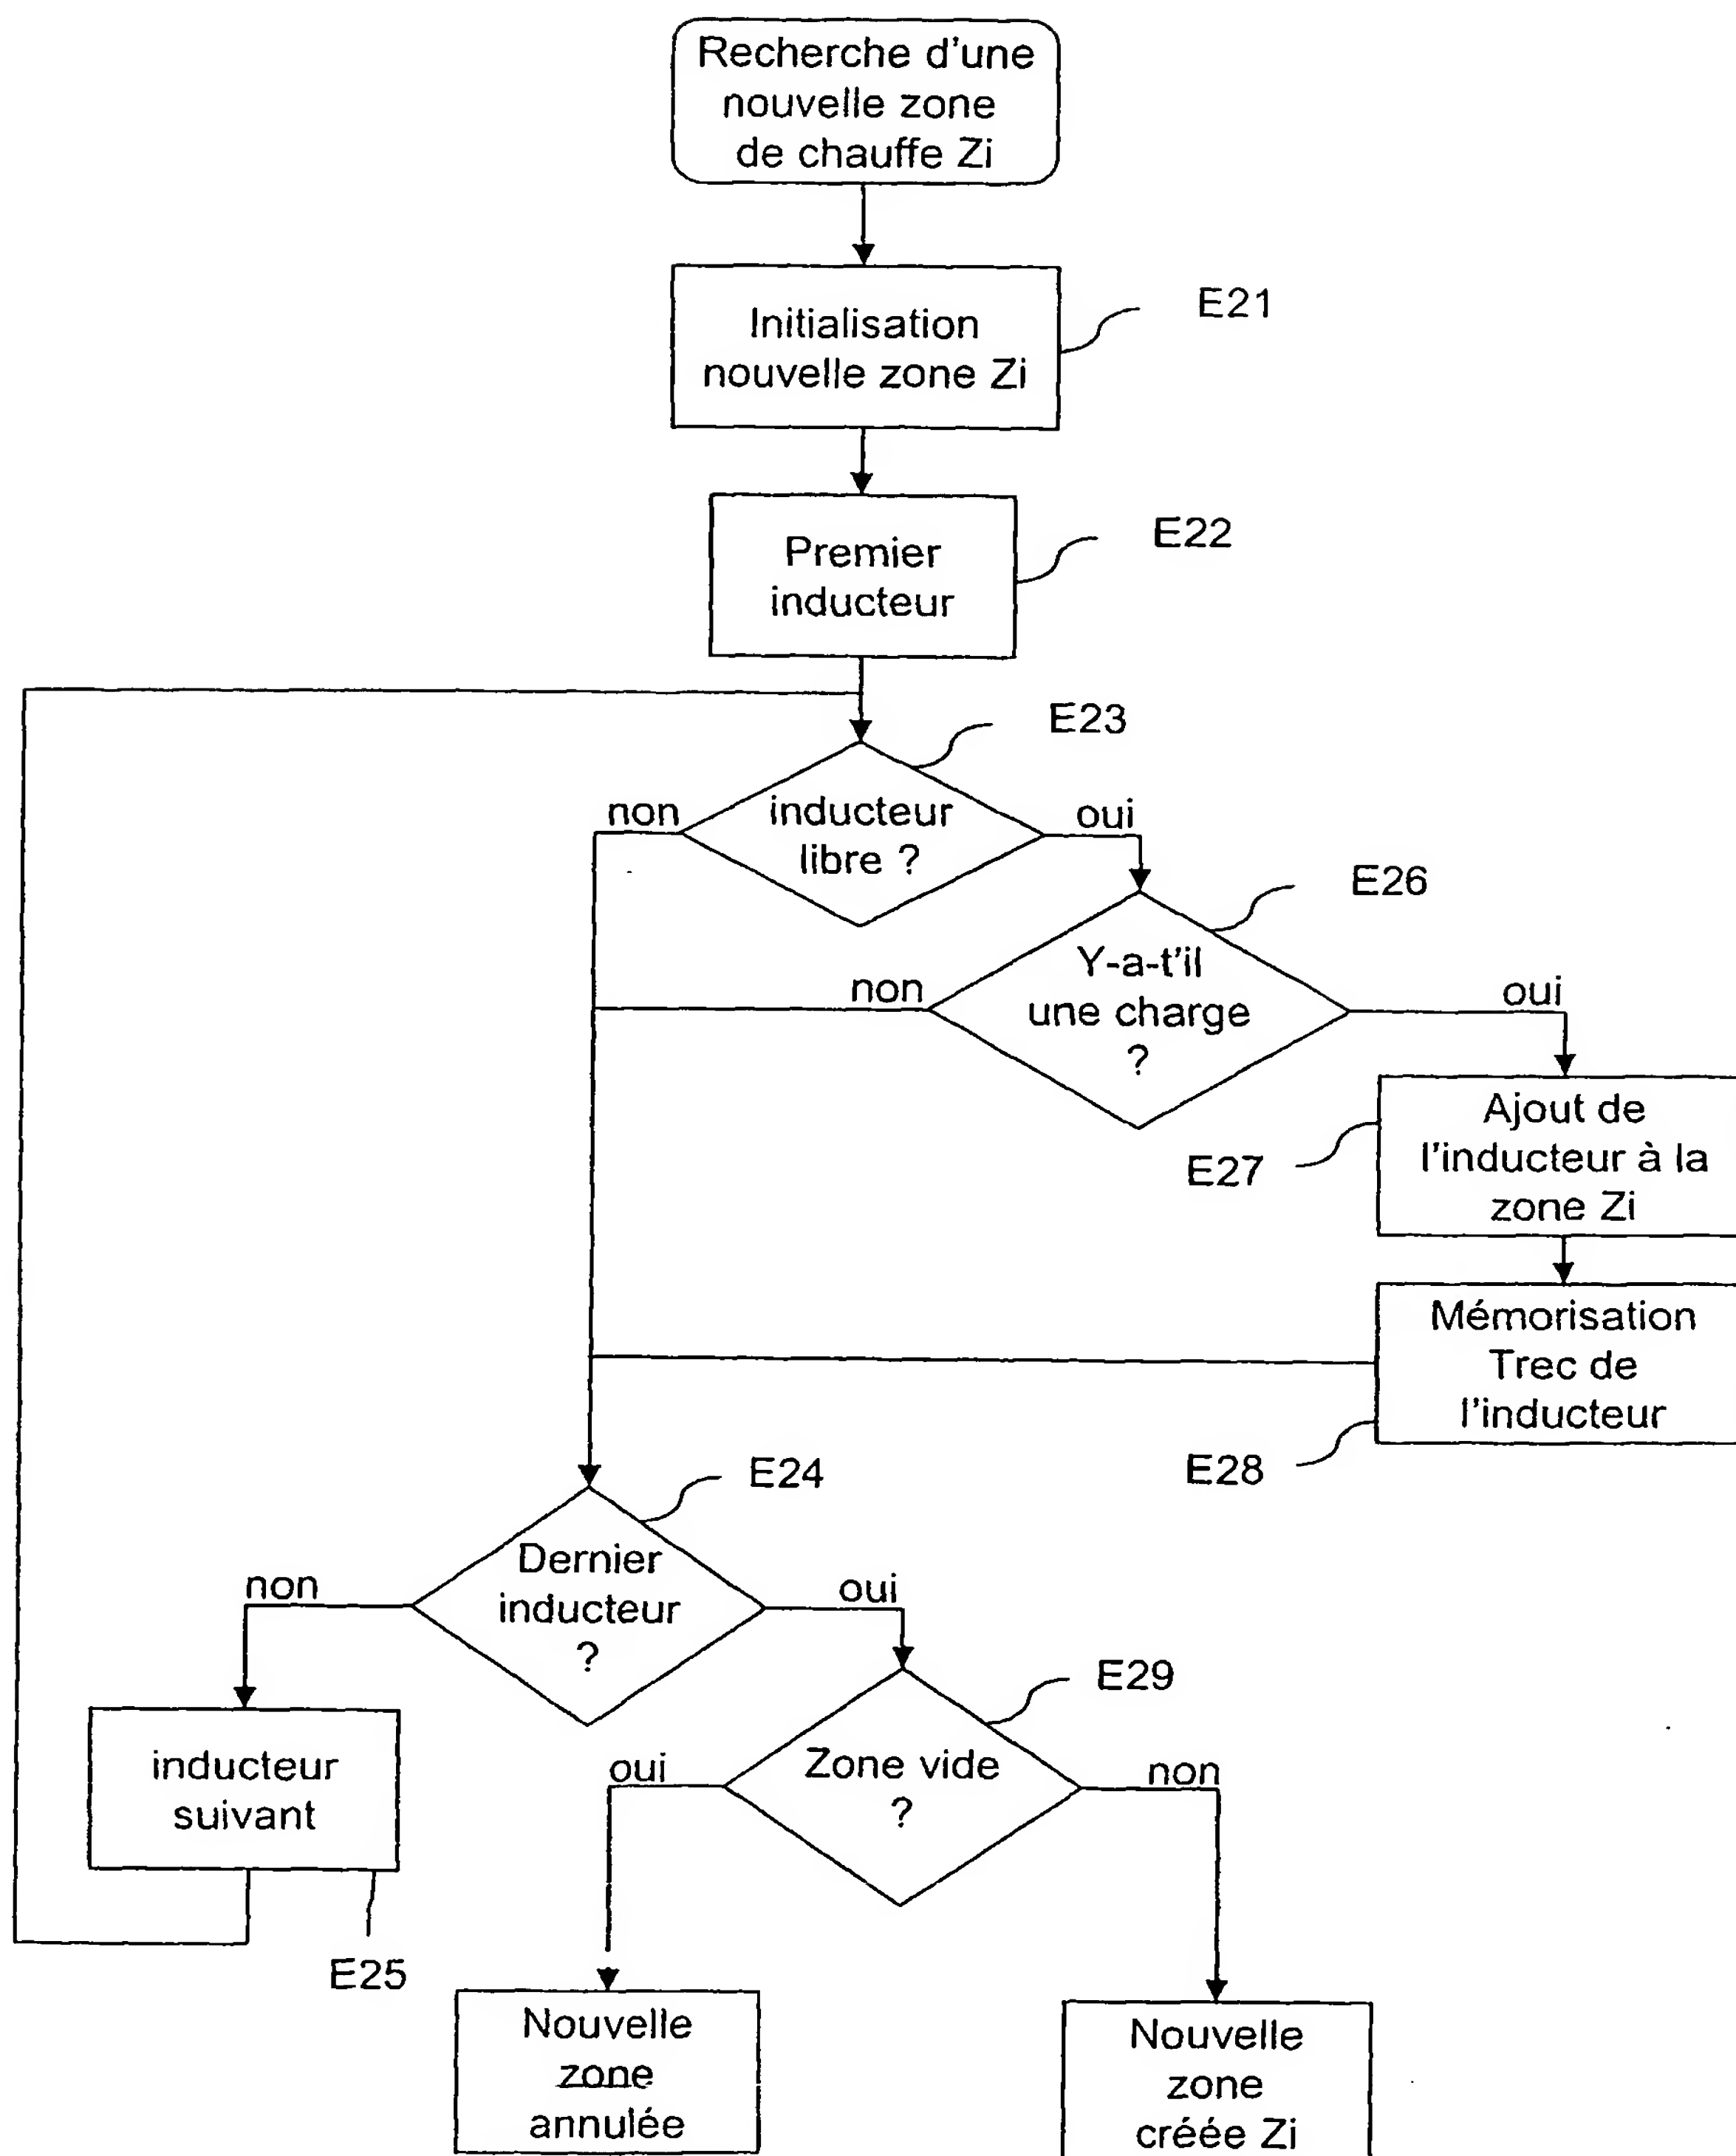 Recherche d'une
nouvelle zone
de chauffe Zi
Initialisation
nouvelle zone Zi
E21
Premier
inducteur
E22
E23
non
inducteur
libre ?
oui
E26
Y-a-t'il
une charge
?
non
oui
Ajout de
l'inducteur à la
zone Zi
E27
Mémorisation
Trec de
l'inducteur
E28
E24
Dernier
inducteur
?
non
oui
E29
inducteur
suivant
E25
oui
Zone vide
?
non
Nouvelle
zone
annulée
Nouvelle
zone
créée Zi